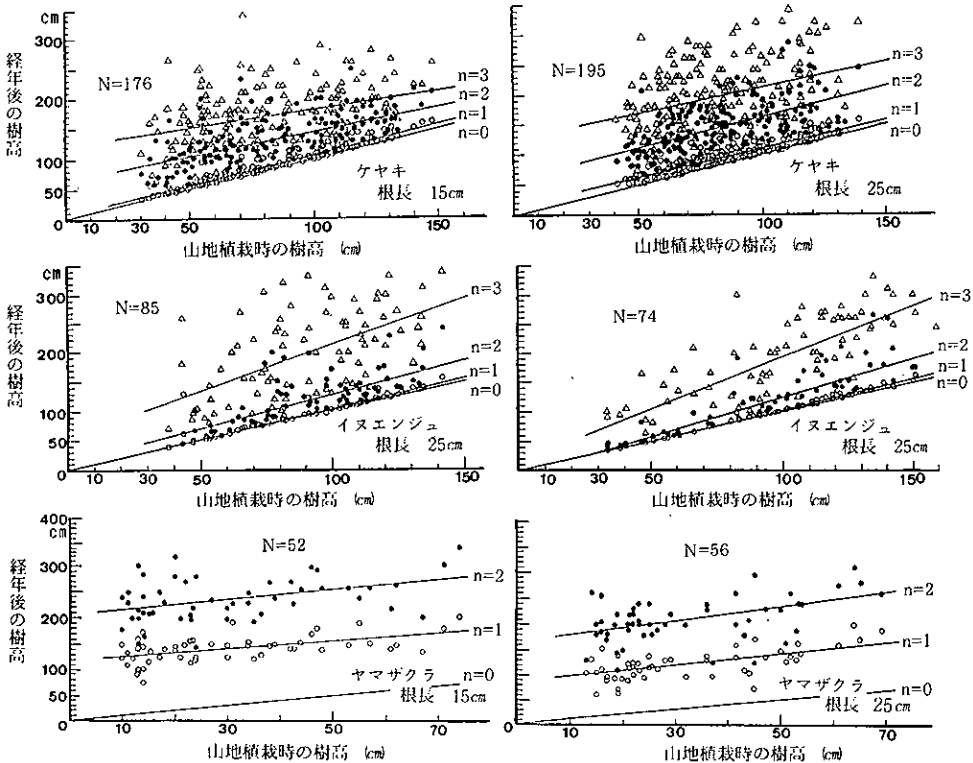 cm
300
200
150
100
50
0
経年後の樹高
N=176
n=3
n=2
n=1
n=0
ケヤキ
根長 15cm
10 50 100 150
山地植栽時の樹高 (cm)
N=195
n=3
n=2
n=1
n=0
ケヤキ
根長 25cm
10 50 100 150
山地植栽時の樹高 (cm)
cm
300
200
150
100
50
0
経年後の樹高
N=85
n=3
n=2
n=1
n=0
イヌエンジュ
根長 25cm
10 30 50 100 150
山地植栽時の樹高 (cm)
N=74
n=3
n=2
n=1
n=0
イヌエンジュ
根長 25cm
10 30 50 100 150
山地植栽時の樹高 (cm)
400
cm
300
200
150
100
50
0
経年後の樹高
N=52
n=2
n=1
n=0
ヤマザクラ
根長 15cm
10 30 50 70
山地植栽時の樹高 (cm)
N=56
n=2
n=1
n=0
ヤマザクラ
根長 25cm
10 30 50 70
山地植栽時の樹高 (cm)